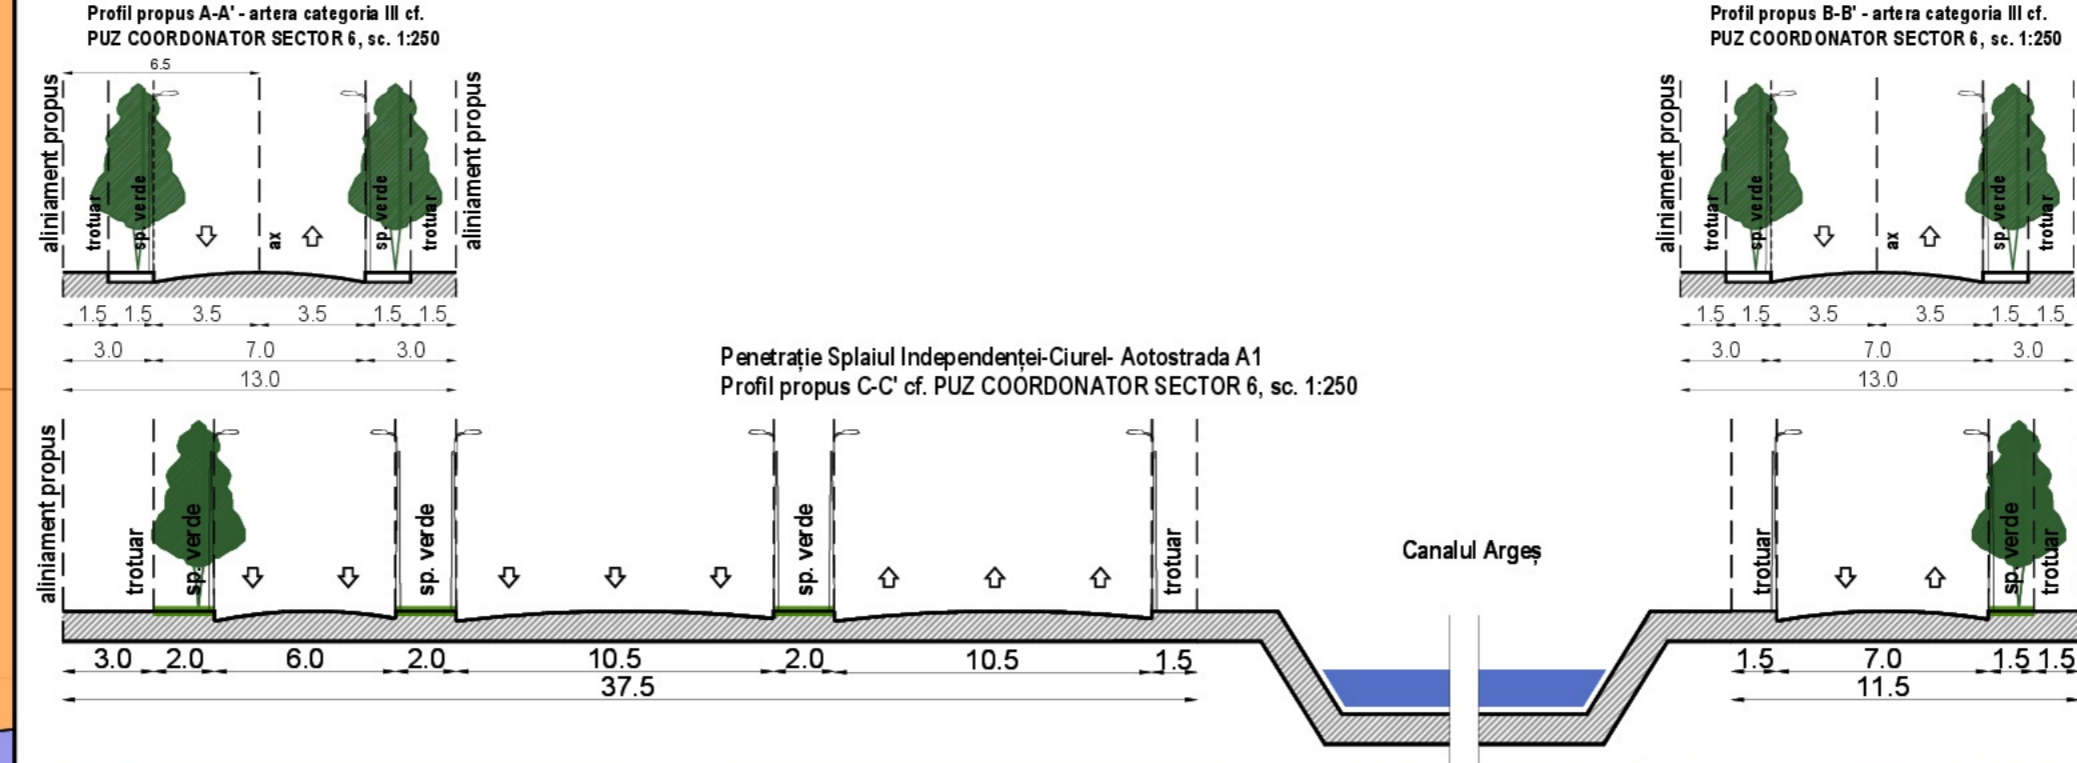 Profil propus A-A' - artera categoria III cf.
PUZ COORDONATOR SECTOR 6, sc. 1:250
6.5
aliniament propus
trotuar
sp. verde
ax
sp. verde
trotuar
aliniament propus
1.5 1.5 3.5 3.5 1.5 1.5
3.0 7.0 3.0
13.0
Profil propus B-B' - artera categoria III cf.
PUZ COORDONATOR SECTOR 6, sc. 1:250
aliniament propus
trotuar
sp. verde
ax
sp. verde
trotuar
1.5 1.5 3.5 3.5 1.5 1.5
3.0 7.0 3.0
13.0
Penetrație Splaiul Independenței-Ciurel- Aotostrada A1
Profil propus C-C' cf. PUZ COORDONATOR SECTOR 6, sc. 1:250
aliniament propus
trotuar
sp. verde
sp. verde
sp. verde
trotuar
Canalul Argeș
trotuar
sp. verde
trotuar
3.0 2.0 6.0 2.0 10.5 2.0 10.5 1.5
37.5
1.5 7.0 1.5 1.5
11.5